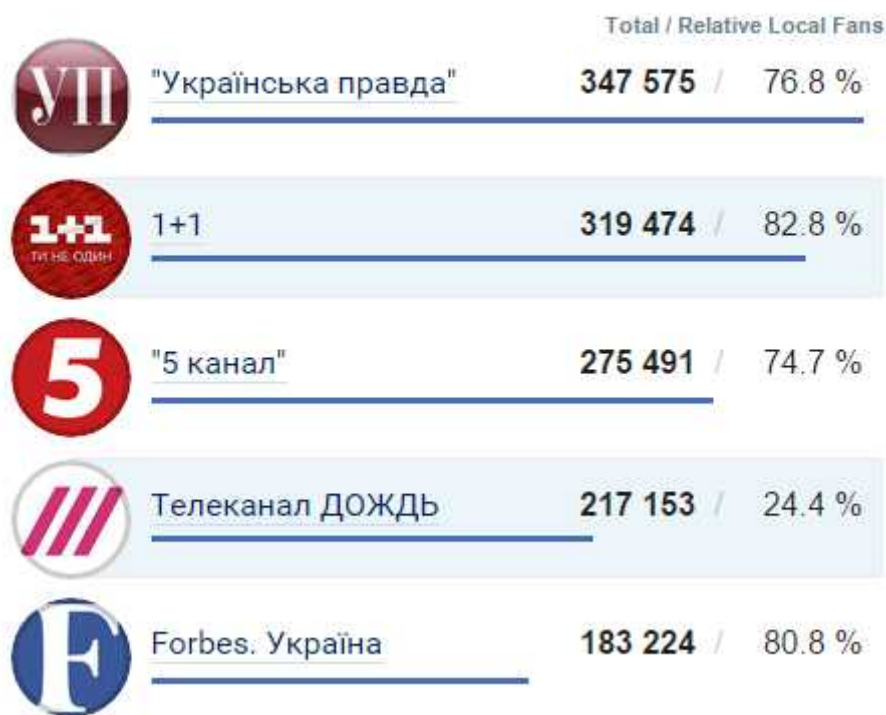 Total / Relative Local Fans
УП "Українська правда" 347 575 / 76.8 %
1+1 ТИ НЕ ОДИН 1+1 319 474 / 82.8 %
5 "5 канал" 275 491 / 74.7 %
Телеканал ДОЖДЬ 217 153 / 24.4 %
F Forbes. Україна 183 224 / 80.8 %